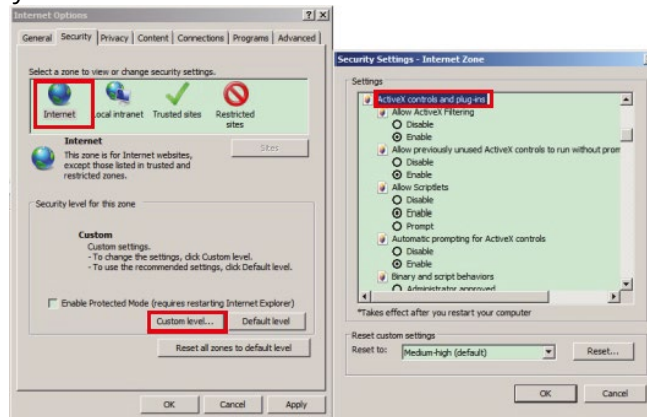 Internet Options
General Security Privacy Content Connections Programs Advanced
Select a zone to view or change security settings.
Internet Local intranet Trusted sites Restricted sites
Internet
This zone is for Internet websites,
except those listed in trusted and
restricted zones.
Sites
Security level for this zone
Custom
Custom settings.
- To change the settings, click Custom level.
- To use the recommended settings, click Default level.
Enable Protected Mode (requires restarting Internet Explorer)
Custom level... Default level
Reset all zones to default level
OK Cancel Apply
Security Settings - Internet Zone
Settings
ActiveX controls and plug-ins
Allow ActiveX Filtering
Disable
Enable
Allow previously unused ActiveX controls to run without prom
Disable
Enable
Allow Scriptlets
Disable
Enable
Prompt
Automatic prompting for ActiveX controls
Disable
Enable
Binary and script behaviors
Administrator approved
*Takes effect after you restart your computer
Reset custom settings
Reset to: Medium-high (default) Reset...
OK Cancel